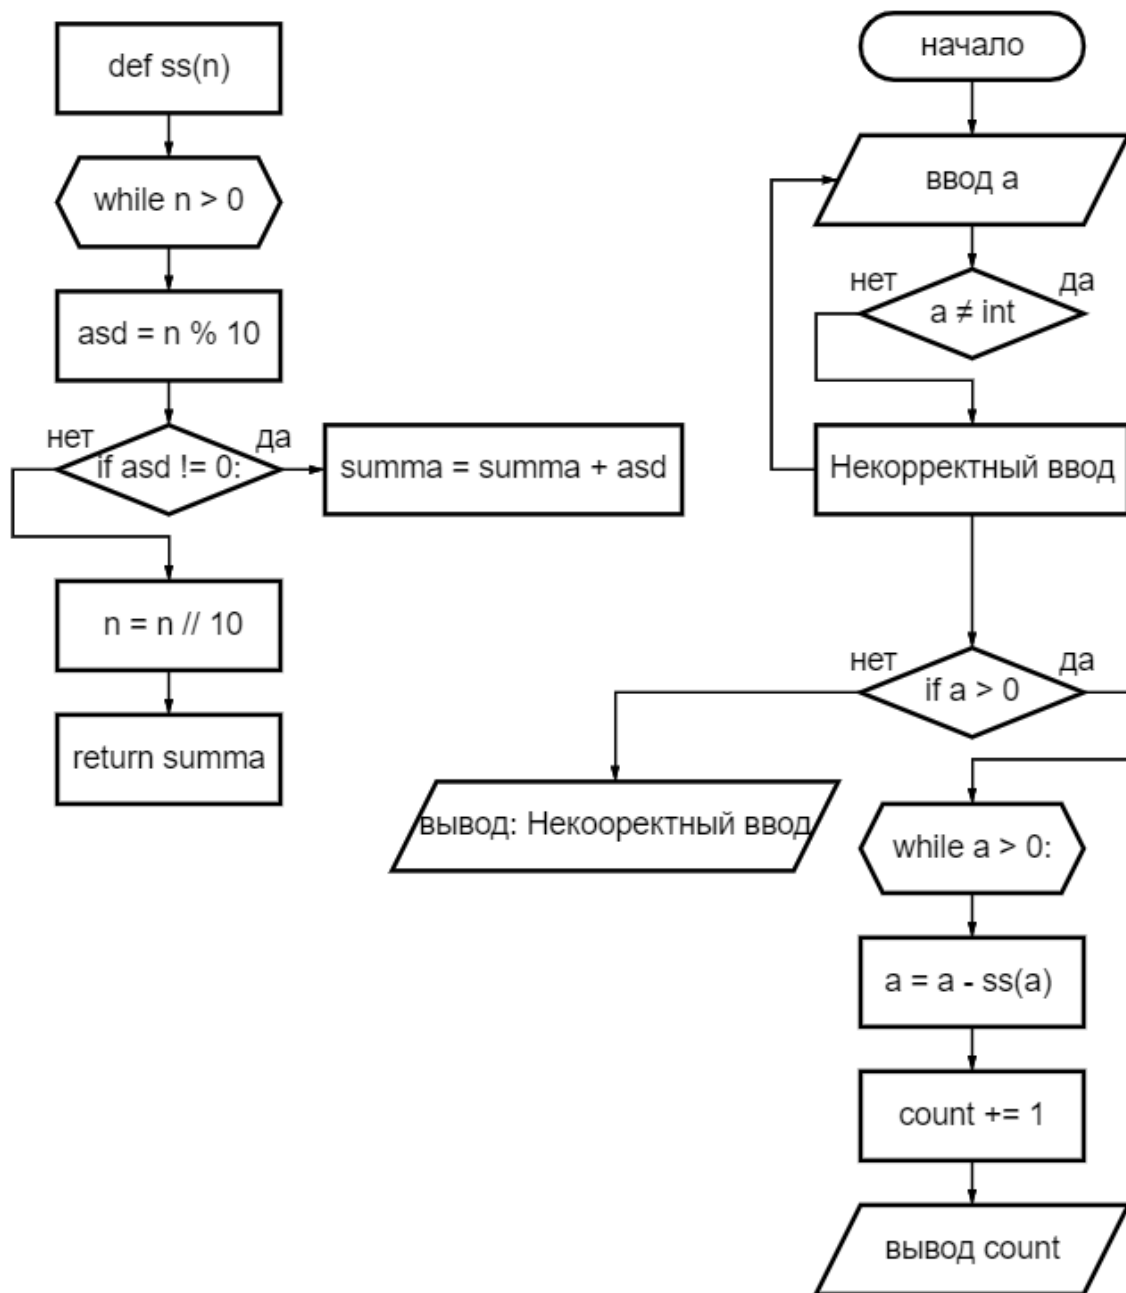 def ss(n)
while n > 0
asd = n % 10
нет
да
if asd != 0:
summa = summa + asd
n = n // 10
return summa
начало
ввод a
нет
да
a ≠ int
Некорректный ввод
нет
да
if a > 0
вывод: Некооректный ввод
while a > 0:
a = a - ss(a)
count += 1
вывод count